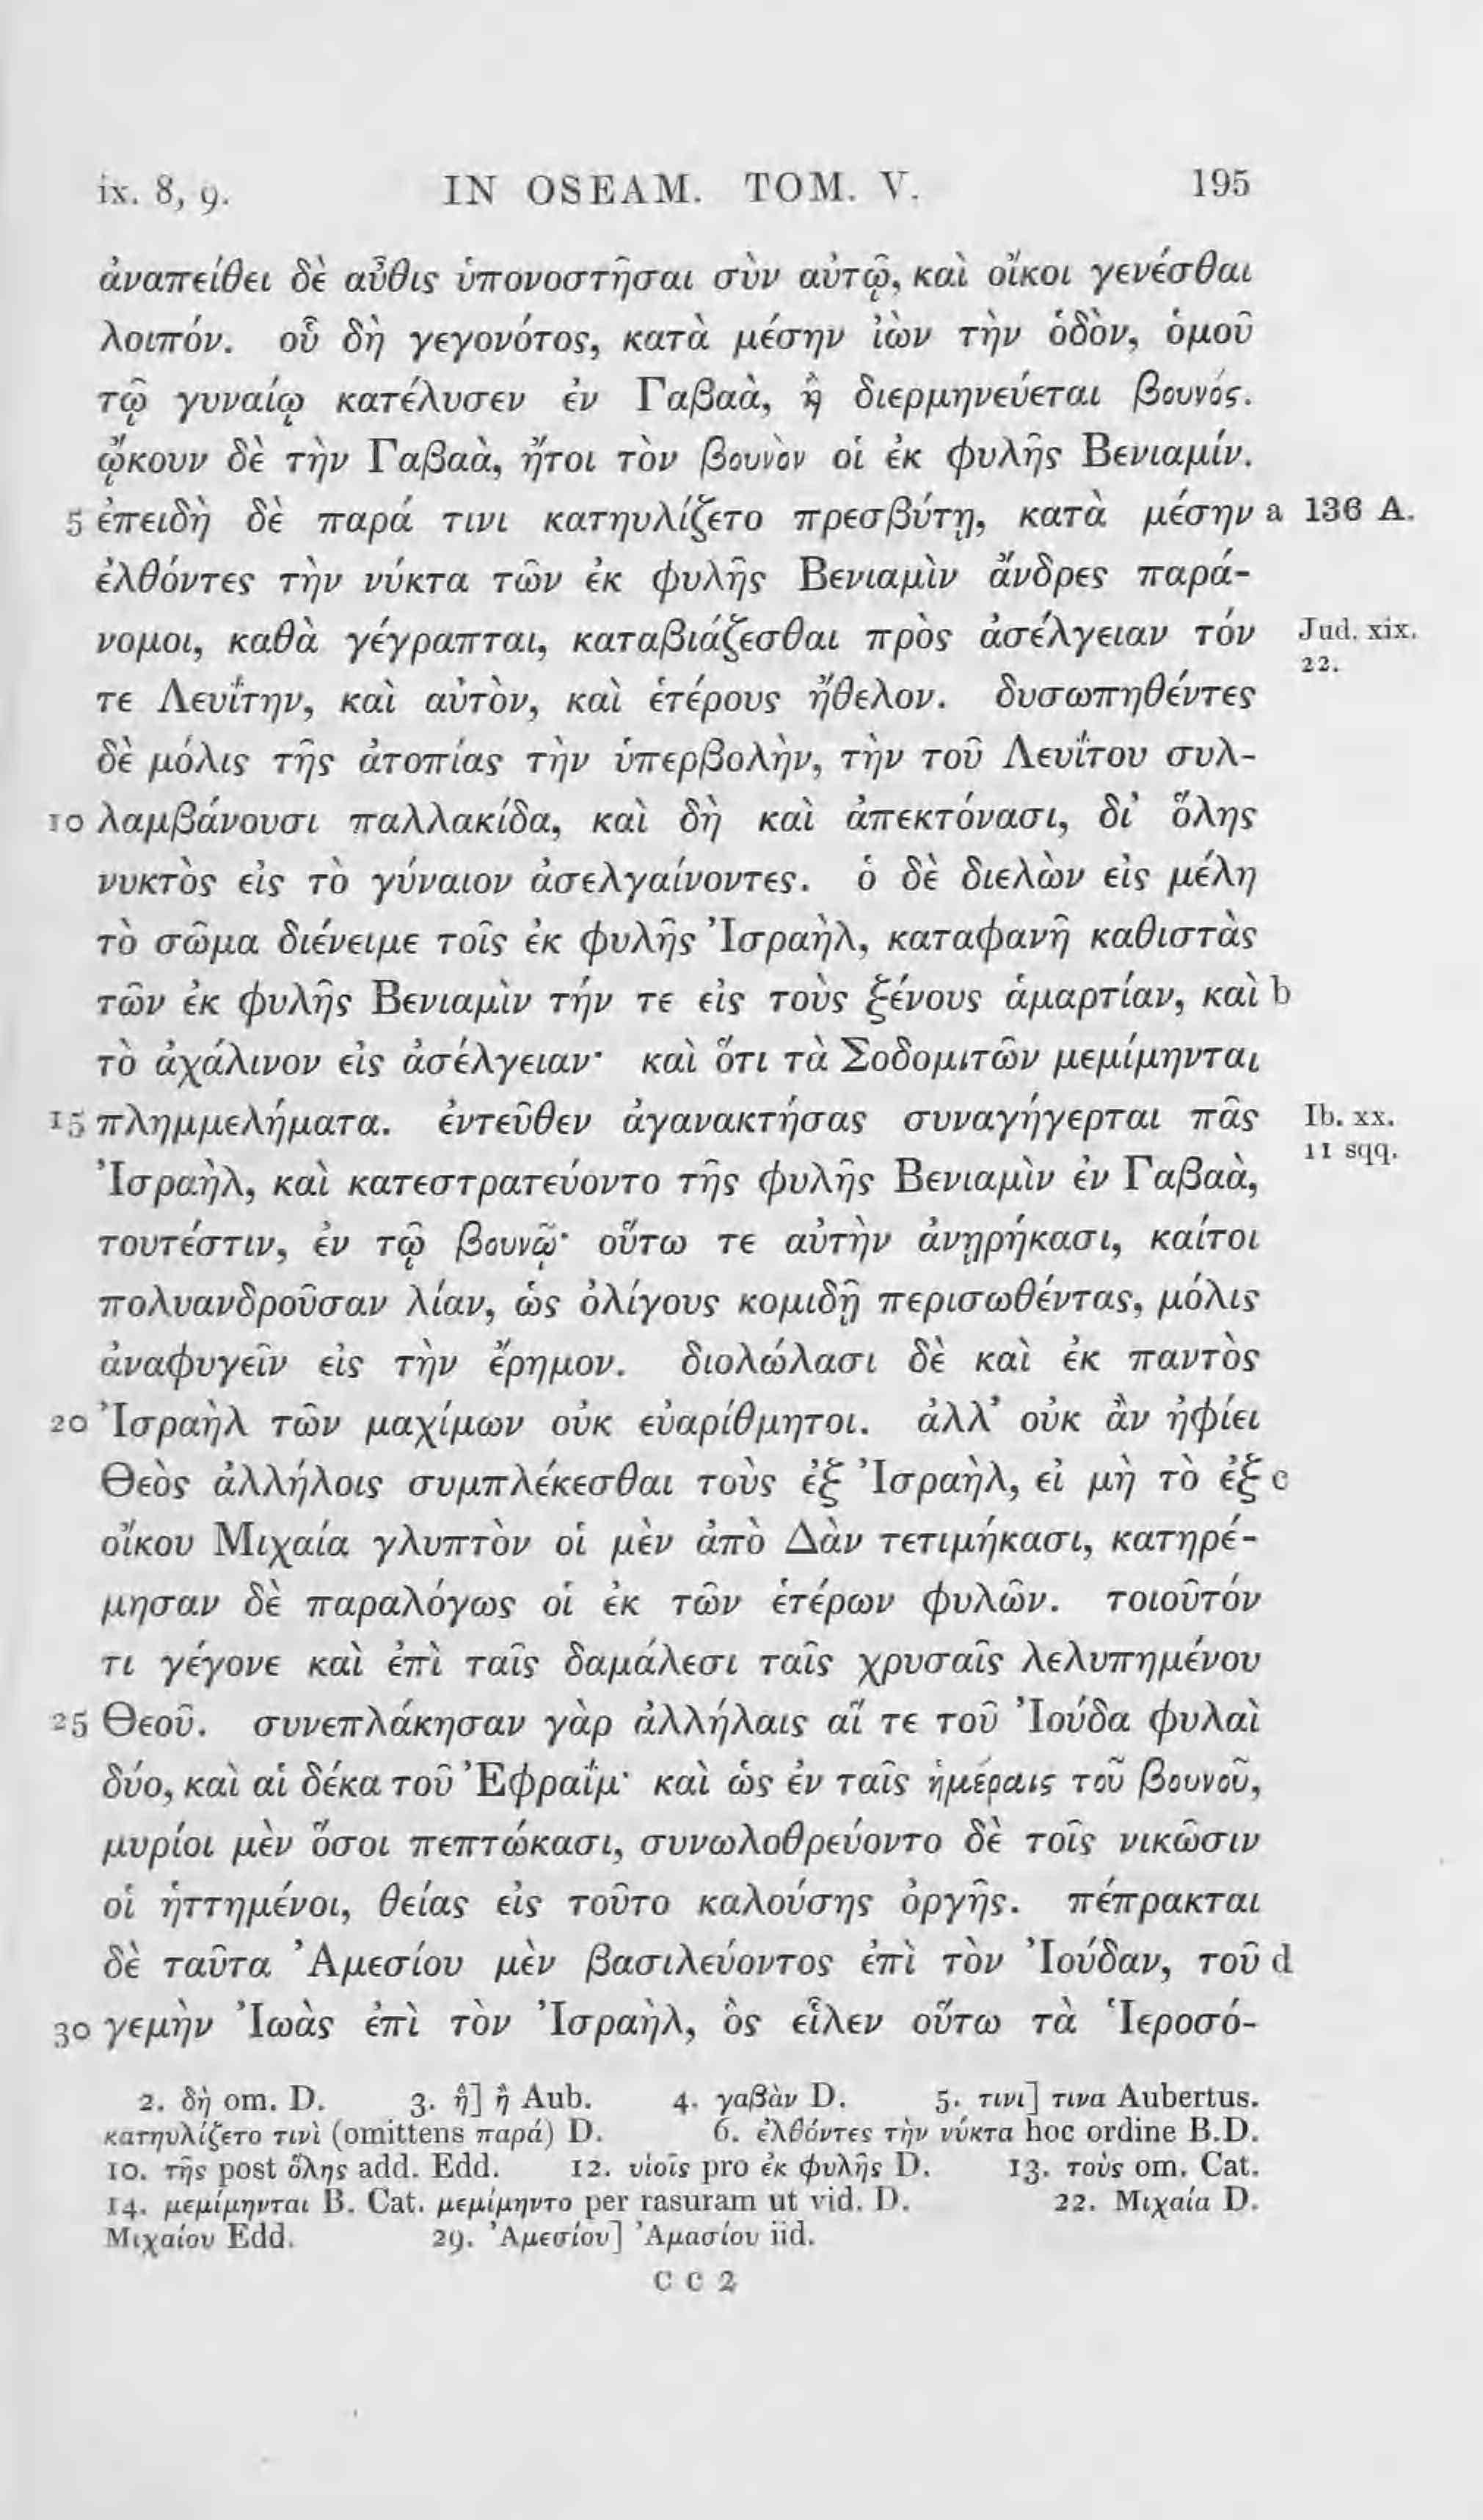 ix. 8, 9. IN OSEAM. TOM. V. 195
ἀναπείθει δὲ αὖθις ὑπονοστῆσαι σὺν αὐτῷ, καὶ οἴκοι γενέσθαι
λοιπόν. οὗ δὴ γεγονότος, κατὰ μέσην ἰὼν τὴν ὁδὸν, ὁμοῦ
τῷ γυναίῳ κατέλυσεν ἐν Γαβαὰ, ἣ διερμηνεύεται βουνός.
ᾤκουν δὲ τὴν Γαβαὰ, ἤτοι τὸν βουνὸν οἱ ἐκ φυλῆς Βενιαμίν.
5 ἐπειδὴ δὲ παρά τινι κατηυλίζετο πρεσβύτῃ, κατὰ μέσην a 136 A.
ἐλθόντες τὴν νύκτα τῶν ἐκ φυλῆς Βενιαμὶν ἄνδρες παρά-
νομοι, καθὰ γέγραπται, καταβιάζεσθαι πρὸς ἀσέλγειαν τόν Jud. xix.
22.
τε Λευΐτην, καὶ αὐτὸν, καὶ ἑτέρους ἤθελον. δυσωπηθέντες
δὲ μόλις τῆς ἀτοπίας τὴν ὑπερβολὴν, τὴν τοῦ Λευΐτου συλ-
10 λαμβάνουσι παλλακίδα, καὶ δὴ καὶ ἀπεκτόνασι, δι’ ὅλης
νυκτὸς εἰς τὸ γύναιον ἀσελγαίνοντες. ὁ δὲ διελὼν εἰς μέλη
τὸ σῶμα διένειμε τοῖς ἐκ φυλῆς Ἰσραὴλ, καταφανῆ καθιστὰς
τῶν ἐκ φυλῆς Βενιαμὶν τήν τε εἰς τοὺς ξένους ἁμαρτίαν, καὶ b
τὸ ἀχάλινον εἰς ἀσέλγειαν· καὶ ὅτι τὰ Σοδομιτῶν μεμίμηνται
15 πλημμελήματα. ἐντεῦθεν ἀγανακτήσας συναγήγερται πᾶς Ib. xx.
11 sqq.
Ἰσραὴλ, καὶ κατεστρατεύοντο τῆς φυλῆς Βενιαμὶν ἐν Γαβαὰ,
τουτέστιν, ἐν τῷ βουνῷ· οὕτω τε αὐτὴν ἀνῃρήκασι, καίτοι
πολυανδροῦσαν λίαν, ὡς ὀλίγους κομιδῇ περισωθέντας, μόλις
ἀναφυγεῖν εἰς τὴν ἔρημον. διολώλασι δὲ καὶ ἐκ παντὸς
20 Ἰσραὴλ τῶν μαχίμων οὐκ εὐαρίθμητοι. ἀλλ’ οὐκ ἂν ἠφίει
Θεὸς ἀλλήλοις συμπλέκεσθαι τοὺς ἐξ Ἰσραὴλ, εἰ μὴ τὸ ἐξ c
οἴκου Μιχαία γλυπτὸν οἱ μὲν ἀπὸ Δὰν τετιμήκασι, κατηρέ-
μησαν δὲ παραλόγως οἱ ἐκ τῶν ἑτέρων φυλῶν. τοιοῦτόν
τι γέγονε καὶ ἐπὶ ταῖς δαμάλεσι ταῖς χρυσαῖς λελυπημένου
25 Θεοῦ. συνεπλάκησαν γὰρ ἀλλήλαις αἵ τε τοῦ Ἰούδα φυλαὶ
δύο, καὶ αἱ δέκα τοῦ Ἐφραΐμ· καὶ ὡς ἐν ταῖς ἡμέραις τοῦ βουνοῦ,
μυρίοι μὲν ὅσοι πεπτώκασι, συνωλοθρεύοντο δὲ τοῖς νικῶσιν
οἱ ἡττημένοι, θείας εἰς τοῦτο καλούσης ὀργῆς. πέπρακται
δὲ ταῦτα Ἀμεσίου μὲν βασιλεύοντος ἐπὶ τὸν Ἰούδαν, τοῦ d
30 γεμὴν Ἰωὰς ἐπὶ τὸν Ἰσραὴλ, ὃς εἷλεν οὕτω τὰ Ἱεροσό-
2. δὴ om. D. 3. ἣ] ἢ Aub. 4. γαβὰν D. 5. τινι] τινα Aubertus.
κατηυλίζετο τινὶ (omittens παρά) D. 6. ἐλθόντες τὴν νύκτα hoc ordine B.D.
10. τῆς post ὅλης add. Edd. 12. υἱοῖς pro ἐκ φυλῆς D. 13. τοὺς om. Cat.
14. μεμίμηνται B. Cat. μεμίμηντο per rasuram ut vid. D. 22. Μιχαία D.
Μιχαίου Edd. 29. Ἀμεσίου] Ἀμασίου iid.
C C 2